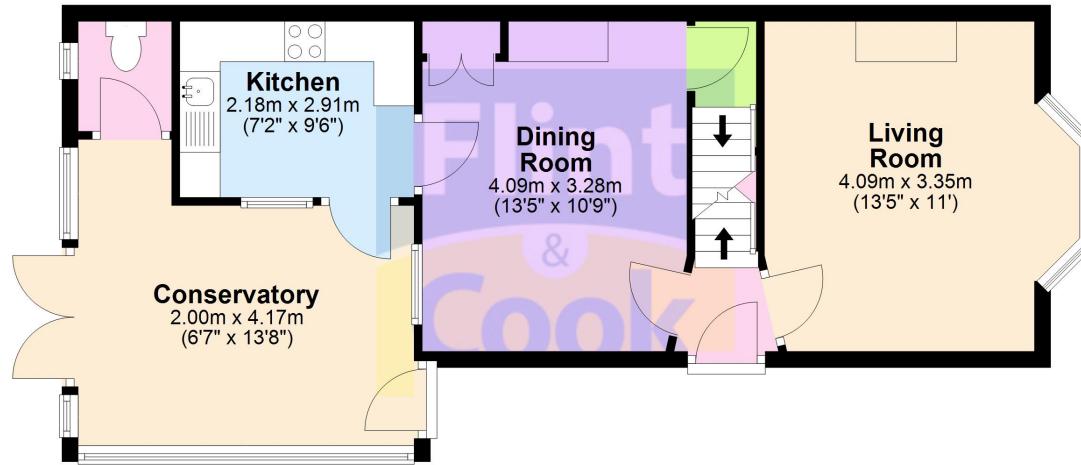 Kitchen
2.18m x 2.91m
(7'2" x 9'6")
Dining
Room
4.09m x 3.28m
(13'5" x 10'9")
Living
Room
4.09m x 3.35m
(13'5" x 11')
Conservatory
2.00m x 4.17m
(6'7" x 13'8")
Flint
&
Cook